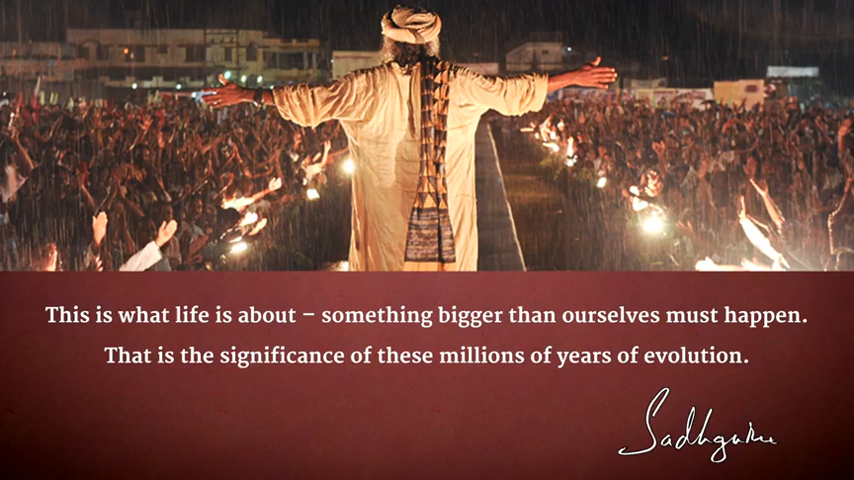 This is what life is about – something bigger than ourselves must happen.
That is the significance of these millions of years of evolution.
Sadhguru